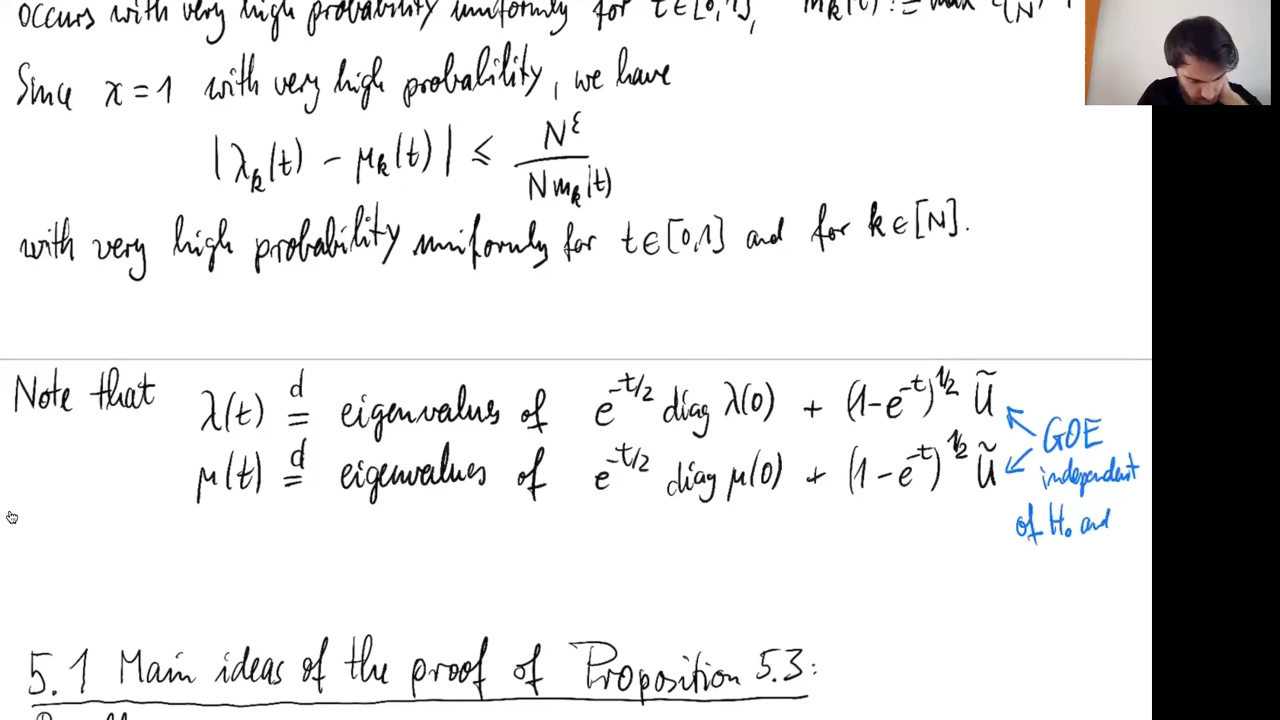 occurs with very high probability uniformly for t∈[0,1],
Since χ=1 with very high probability, we have
|λ_k(t) − μ_k(t)| ≤ N^ε / (N m_k(t))
with very high probability uniformly for t∈[0,1] and for k∈[N].
Note that λ(t) =^d eigenvalues of e^{-t/2} diag λ(0) + (1−e^{-t})^{1/2} Ũ
μ(t) =^d eigenvalues of e^{-t/2} diag μ(0) + (1−e^{-t})^{1/2} Ũ
GOE
independent
of H₀ and
5.1 Main ideas of the proof of Proposition 5.3: